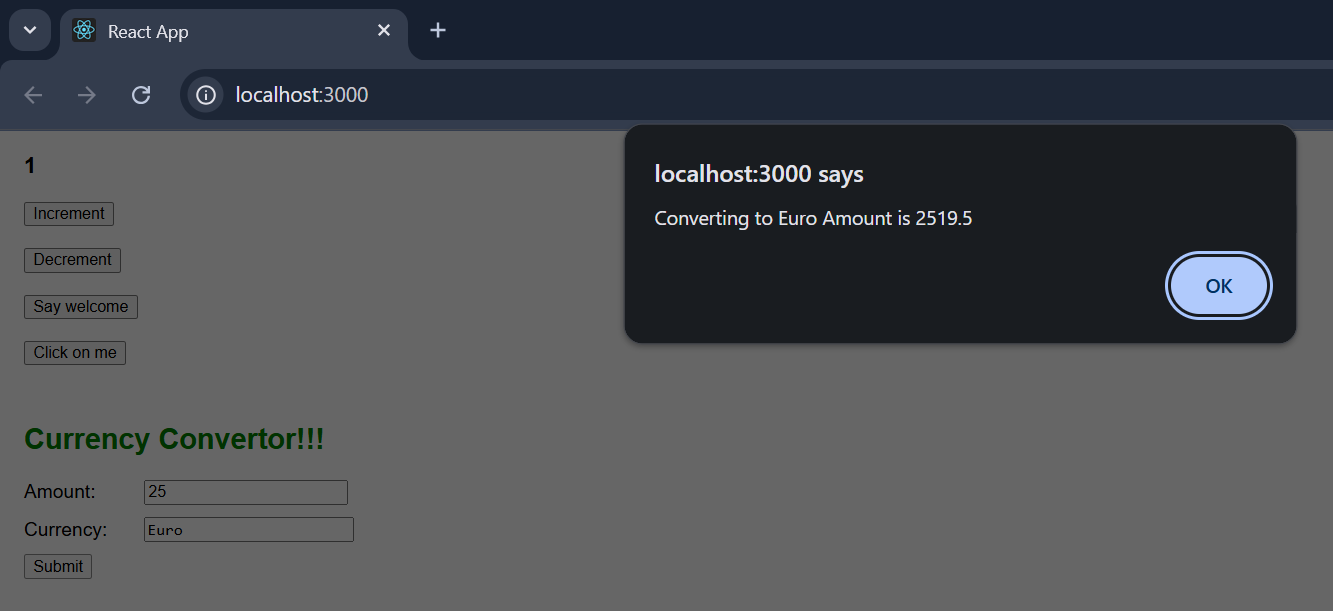 React App
localhost:3000
1
Increment
Decrement
Say welcome
Click on me
localhost:3000 says
Converting to Euro Amount is 2519.5
OK
Currency Convertor!!!
Amount: 25
Currency: Euro
Submit